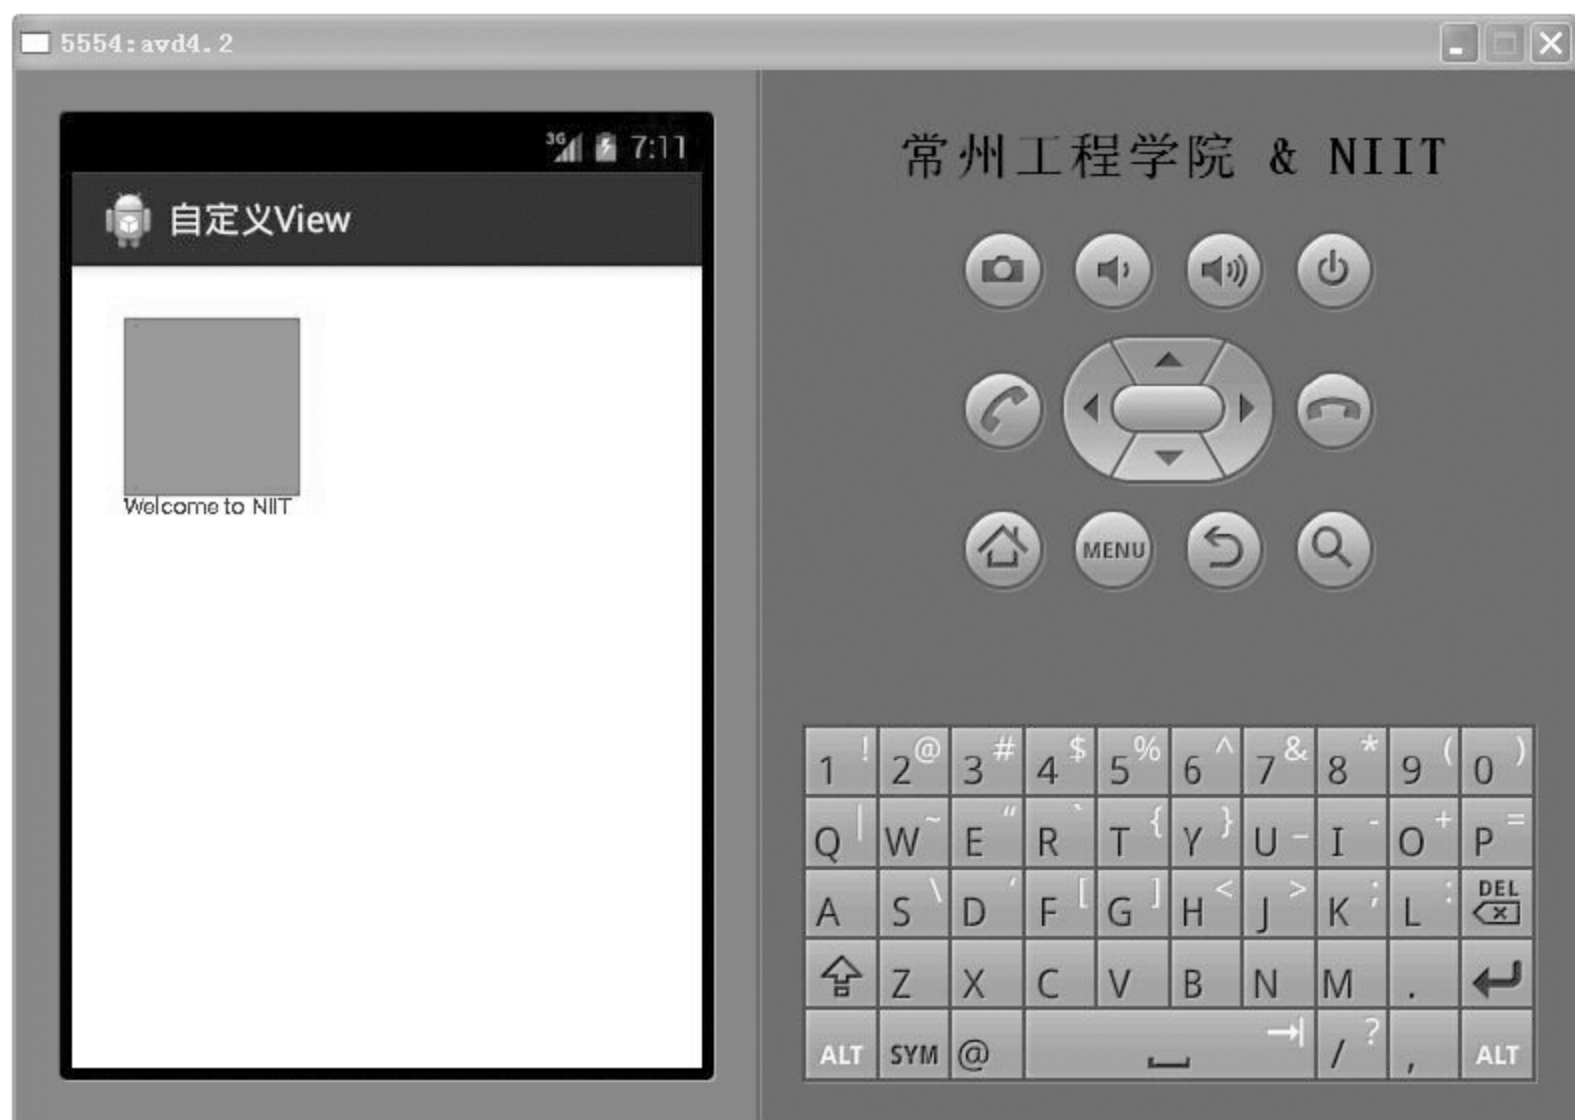 5554:avd4.2
3G 7:11
自定义View
Welcome to NIIT
常州工程学院 & NIIT
MENU
1 ! 2 @ 3 # 4 $ 5 % 6 ^ 7 & 8 * 9 ( 0 )
Q | W ~ E “ R ` T { Y } U _ I - O + P =
A S \ D ‘ F [ G ] H < J > K ; L : DEL
Z X C V B N M .
ALT SYM @ / ? , ALT